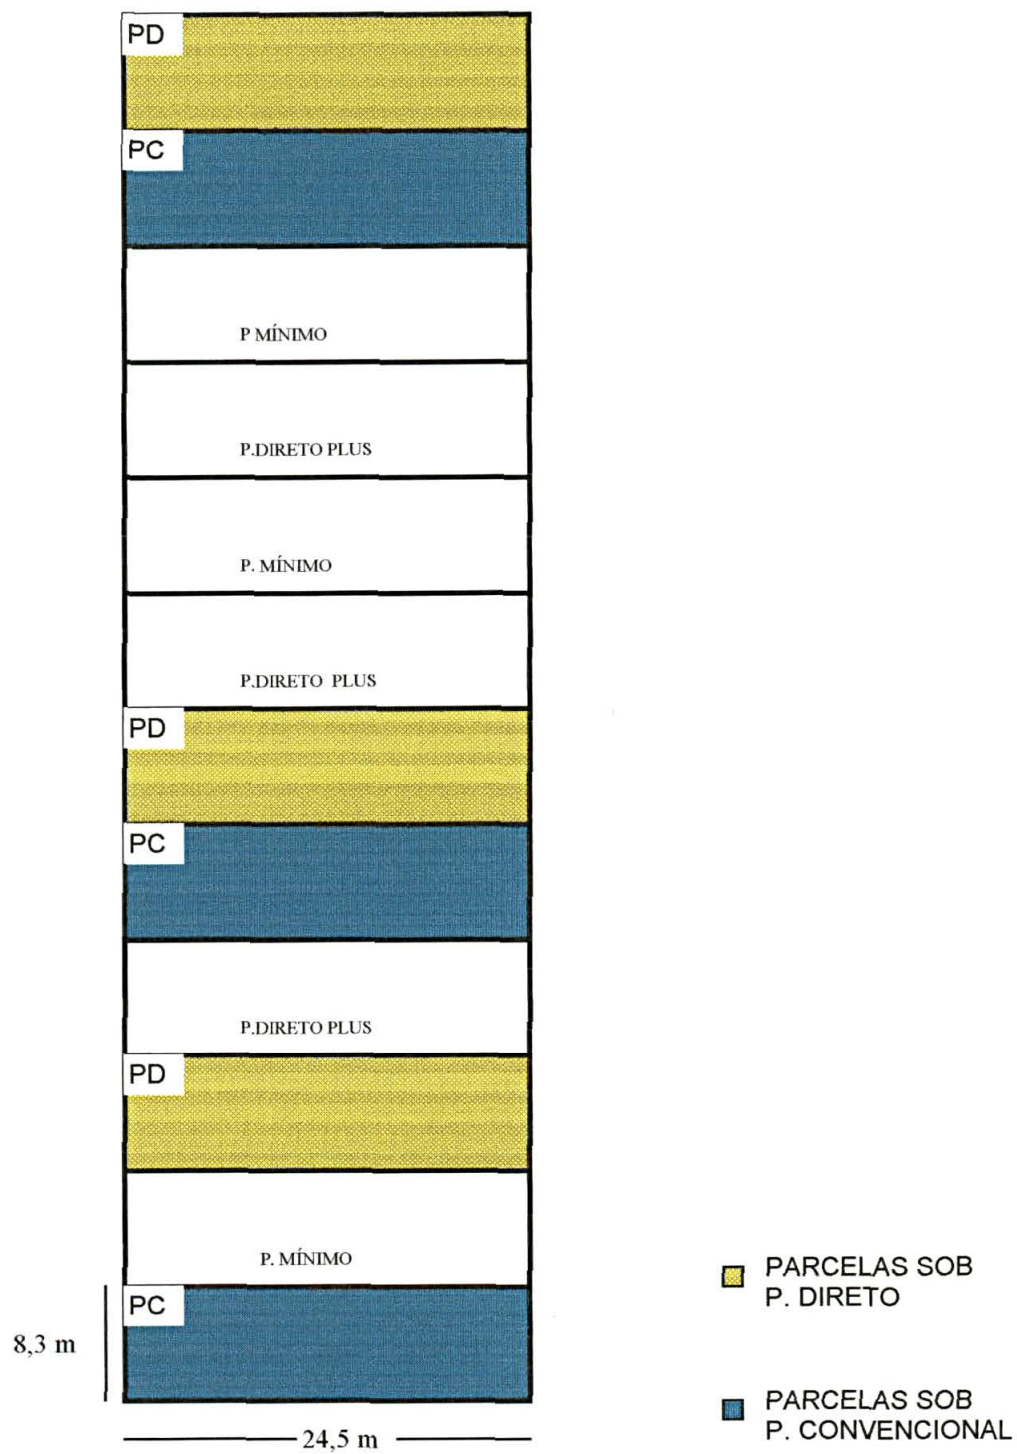 PD
PC
P MÍNIMO
P.DIRETO PLUS
P. MÍNIMO
P.DIRETO PLUS
PD
PC
P.DIRETO PLUS
PD
P. MÍNIMO
PC
8,3 m
24,5 m
PARCELAS SOB
P. DIRETO
PARCELAS SOB
P. CONVENCIONAL